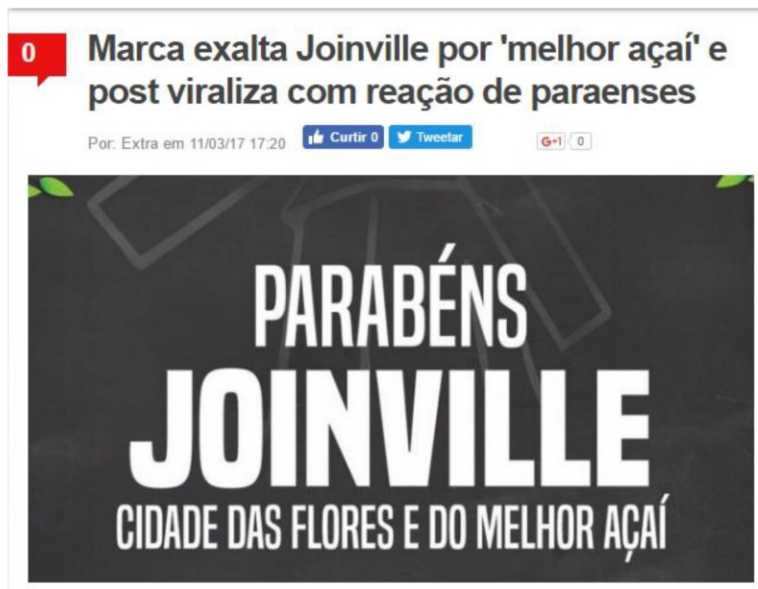 0
Marca exalta Joinville por 'melhor açaí' e
post viraliza com reação de paraenses
Por: Extra em 11/03/17 17:20 Curtir 0 Tweetar G+1 0
PARABÉNS
JOINVILLE
CIDADE DAS FLORES E DO MELHOR AÇAÍ